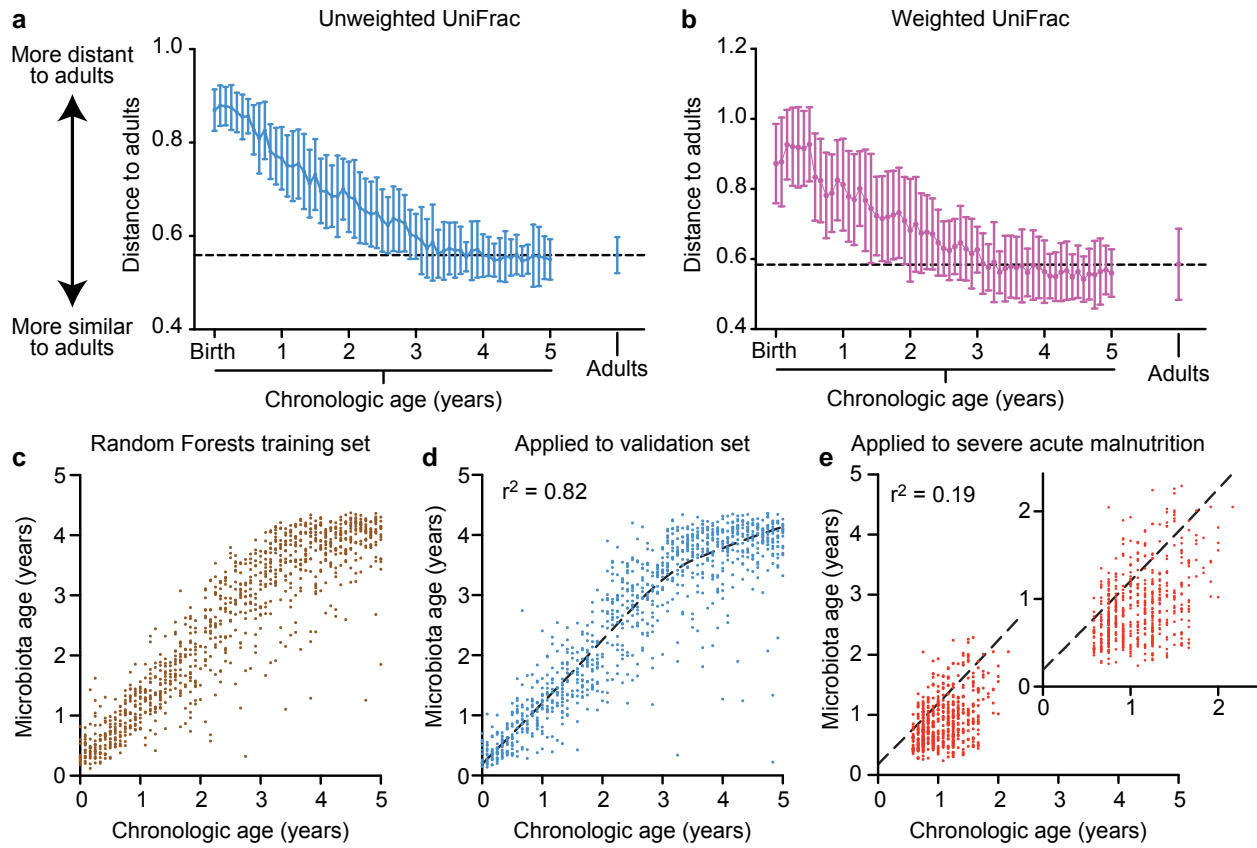 a
Unweighted UniFrac
More distant
to adults
More similar
to adults
Distance to adults
1.0
0.8
0.6
0.4
Birth
1
2
3
4
5
Adults
Chronologic age (years)
b
Weighted UniFrac
Distance to adults
1.2
1.0
0.8
0.6
0.4
Birth
1
2
3
4
5
Adults
Chronologic age (years)
c
Random Forests training set
Microbiota age (years)
5
4
3
2
1
0
0
1
2
3
4
5
Chronologic age (years)
d
Applied to validation set
r² = 0.82
Microbiota age (years)
5
4
3
2
1
0
0
1
2
3
4
5
Chronologic age (years)
e
Applied to severe acute malnutrition
r² = 0.19
Microbiota age (years)
5
4
3
2
1
0
0
1
2
3
4
5
Chronologic age (years)
2
1
0
0
1
2